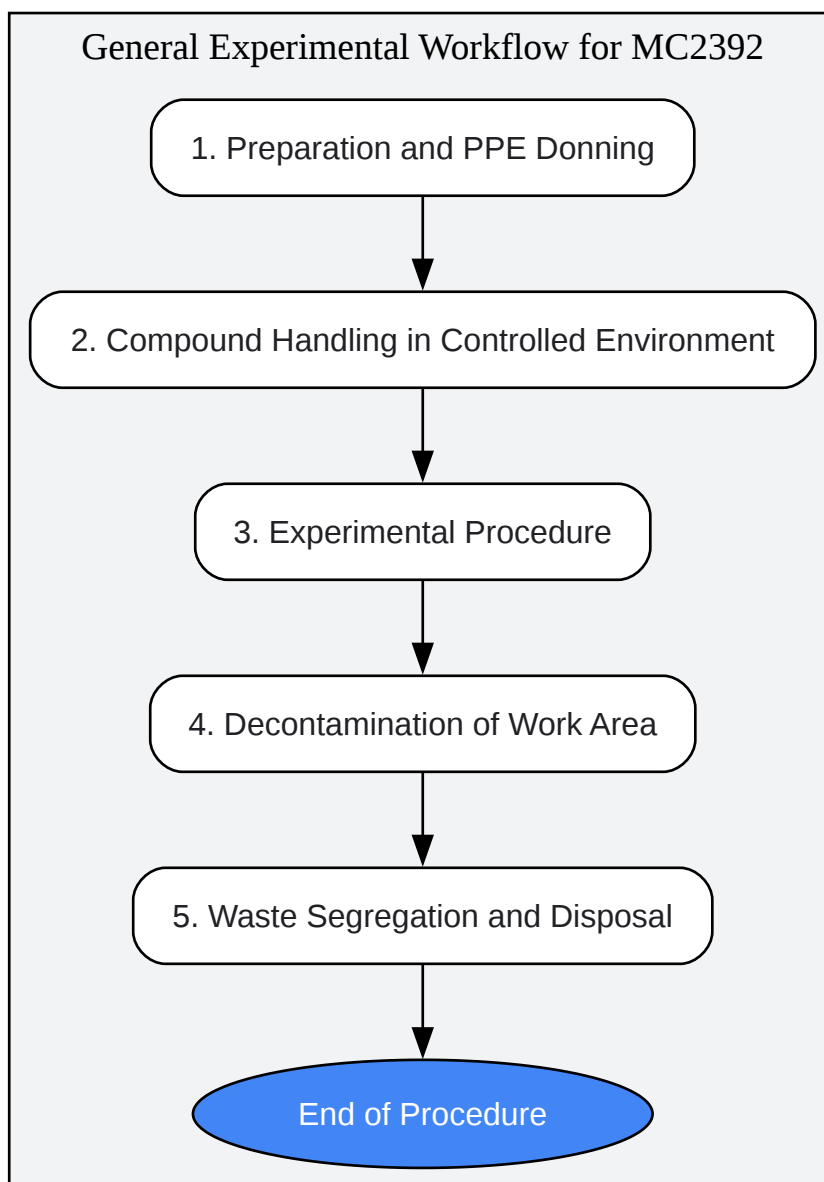 General Experimental Workflow for MC2392
1. Preparation and PPE Donning
2. Compound Handling in Controlled Environment
3. Experimental Procedure
4. Decontamination of Work Area
5. Waste Segregation and Disposal
End of Procedure